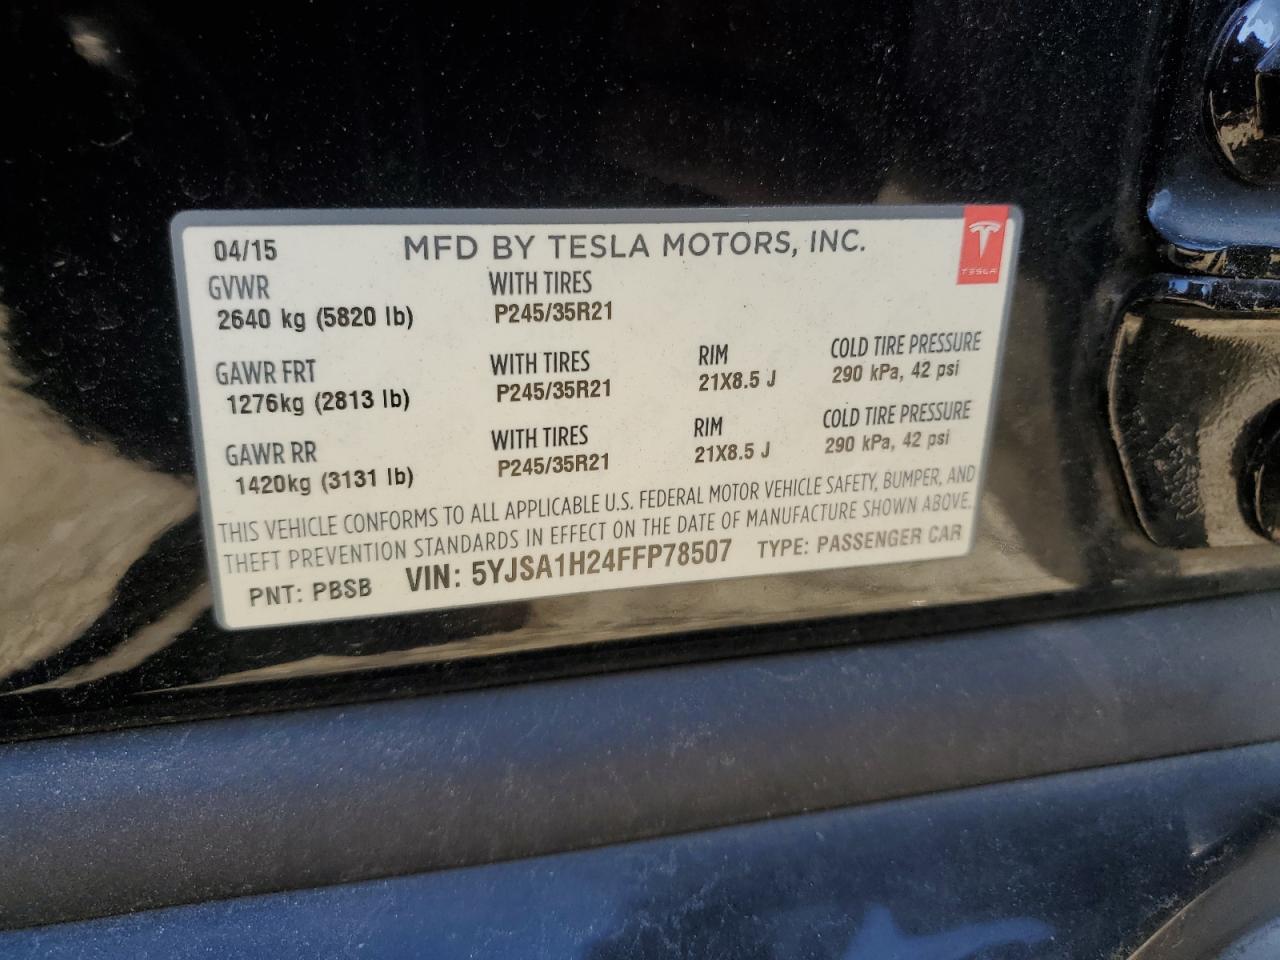 04/15 MFD BY TESLA MOTORS, INC.
TESLA
GVWR WITH TIRES
2640 kg (5820 lb) P245/35R21
GAWR FRT WITH TIRES RIM COLD TIRE PRESSURE
1276kg (2813 lb) P245/35R21 21X8.5 J 290 kPa, 42 psi
GAWR RR WITH TIRES RIM COLD TIRE PRESSURE
1420kg (3131 lb) P245/35R21 21X8.5 J 290 kPa, 42 psi
THIS VEHICLE CONFORMS TO ALL APPLICABLE U.S. FEDERAL MOTOR VEHICLE SAFETY, BUMPER, AND
THEFT PREVENTION STANDARDS IN EFFECT ON THE DATE OF MANUFACTURE SHOWN ABOVE.
PNT: PBSB VIN: 5YJSA1H24FFP78507 TYPE: PASSENGER CAR